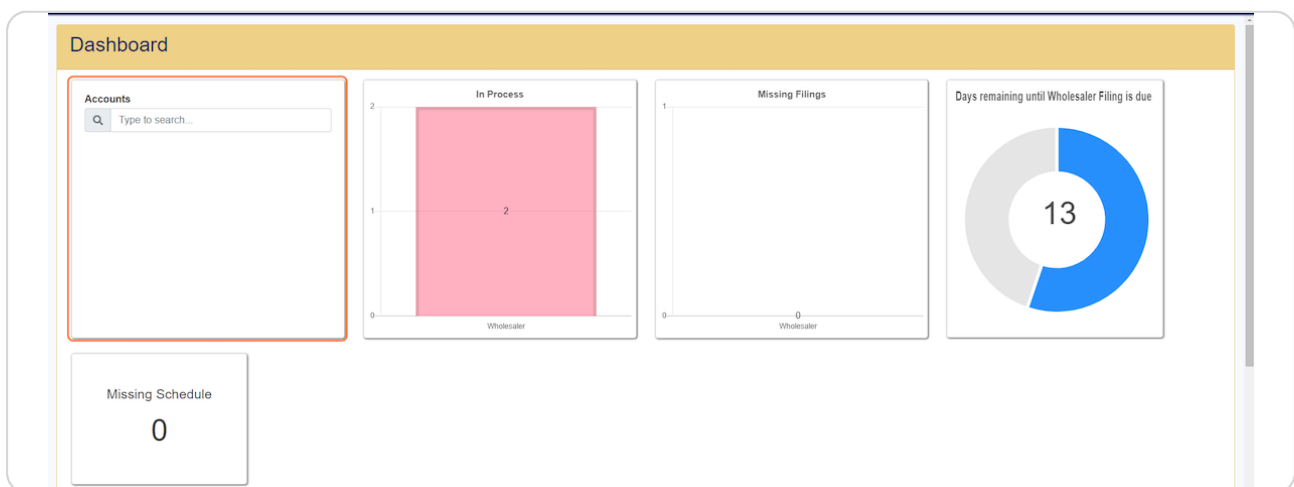 Dashboard
Accounts
Type to search...
In Process
2
1
2
0
Wholesaler
Missing Filings
1
0
0
Wholesaler
Days remaining until Wholesaler Filing is due
13
Missing Schedule
0